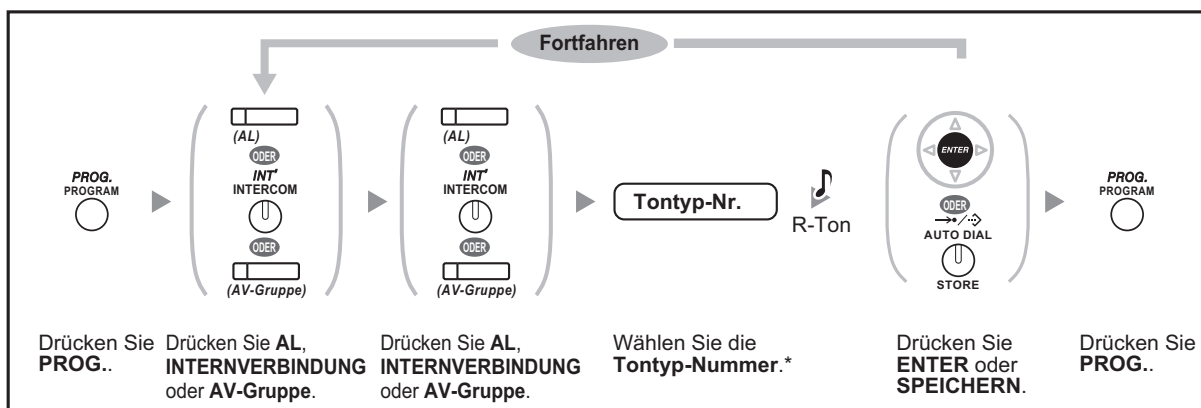 Fortfahren
PROG.
PROGRAM
(AL)
ODER
INT'
INTERCOM
ODER
(AV-Gruppe)
(AL)
ODER
INT'
INTERCOM
ODER
(AV-Gruppe)
Tontyp-Nr.
R-Ton
ENTER
ODER
AUTO DIAL
STORE
PROG.
PROGRAM
Drücken Sie
PROG..
Drücken Sie AL,
INTERNVERBINDUNG
oder AV-Gruppe.
Drücken Sie AL,
INTERNVERBINDUNG
oder AV-Gruppe.
Wählen Sie die
Tontyp-Nummer.*
Drücken Sie
ENTER oder
SPEICHERN.
Drücken Sie
PROG..